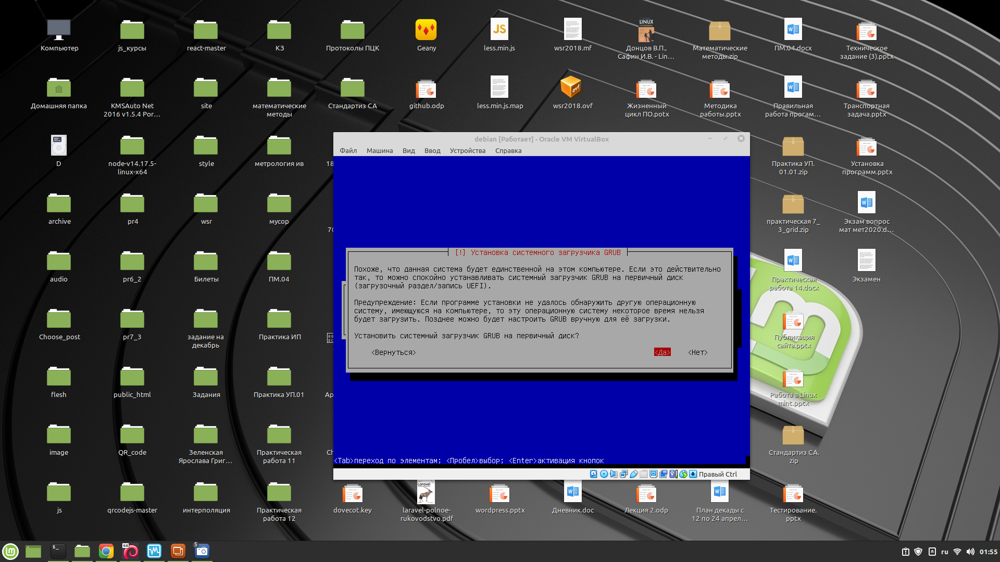 Компьютер
js_курсы
react-master
КЗ
Протоколы ПЦК
Geany
JS
less.min.js
wsr2018.mf
LINUX
Донцов В.П.,
Сафин И.В. - Lin...
Математические
методы.zip
ПМ.04.docx
Техническое
задание (3).pptx
Домашняя папка
KMSAuto Net
2016 v1.5.4 Por...
site
математические
методы
Стандартиз СА
github.odp
less.min.js.map
ovf
wsr2018.ovf
Жизненный
цикл ПО.potx
Методика
работы.pptx
Правильная
работа програм...
Транспортная
задача.pptx
D
node-v14.17.5-
linux-x64
style
метрология ив
18
Практика УП.
01.01.zip
Установка
программ.pptx
archive
pr4
wsr
мусор
70
практическая 7_
3_grid.zip
Экзам вопрос
мат мет2020.d...
audio
pr6_2
Билеты
ПМ.04
Практическая
работа 14.docx
Экзамен
Choose_post
pr7_3
задание на
декабрь
Практика ИП
Публикация
сайта.pptx
flesh
public_html
Задания
Практика УП.01
Ap
Работа в Linux
mint.pptx
image
QR_code
Зеленская
Ярослава Григ...
Практическая
работа 11
Ch
Стандартиз СА.
zip
js
qrcodejs-master
интерполяция
Практическая
работа 12
dovecot.key
Laravel
laravel-polnoe-
rukovodstvo.pdf
wordpress.pptx
Дневник.doc
Лекция 2.odp
План декады с
12 по 24 апрел...
Тестирование.
pptx
debian [Работает] - Oracle VM VirtualBox
Файл Машина Вид Ввод Устройства Справка
[!] Установка системного загрузчика GRUB
Похоже, что данная система будет единственной на этом компьютере. Если это действительно
так, то можно спокойно устанавливать системный загрузчик GRUB на первичный диск
(загрузочный раздел/запись UEFI).
Предупреждение: Если программе установки не удалось обнаружить другую операционную
систему, имеющуюся на компьютере, то эту операционную систему некоторое время нельзя
будет загрузить. Позднее можно будет настроить GRUB вручную для её загрузки.
Установить системный загрузчик GRUB на первичный диск?
<Вернуться> <Да> <Нет>
<Tab>переход по элементам; <Пробел>выбор; <Enter>активация кнопок
Правый Ctrl
64
5
ru 01:55